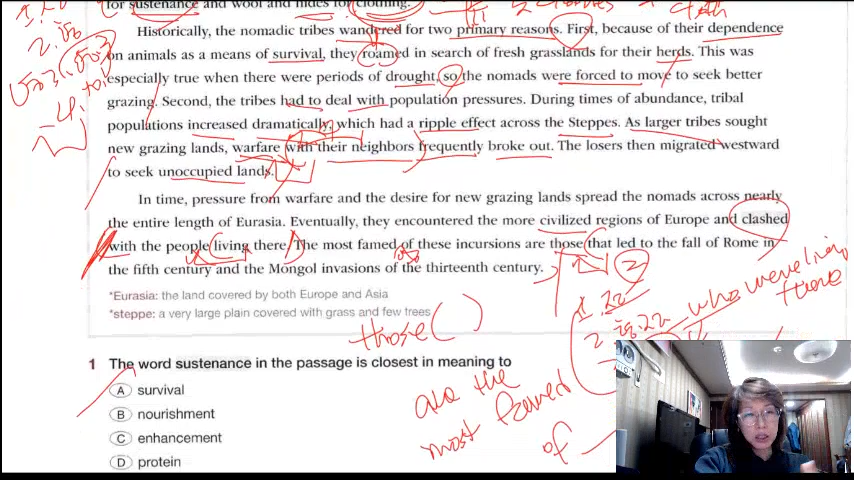 for sustenance and wool and hides for clothing.
Historically, the nomadic tribes wandered for two primary reasons. First, because of their dependence
on animals as a means of survival, they roamed in search of fresh grasslands for their herds. This was
especially true when there were periods of drought, so the nomads were forced to move to seek better
grazing. Second, the tribes had to deal with population pressures. During times of abundance, tribal
populations increased dramatically, which had a ripple effect across the Steppes. As larger tribes sought
new grazing lands, warfare with their neighbors frequently broke out. The losers then migrated westward
to seek unoccupied lands.
In time, pressure from warfare and the desire for new grazing lands spread the nomads across nearly
the entire length of Eurasia. Eventually, they encountered the more civilized regions of Europe and clashed
with the people living there. The most famed of these incursions are those that led to the fall of Rome in
the fifth century and the Mongol invasions of the thirteenth century.
*Eurasia: the land covered by both Europe and Asia
*steppe: a very large plain covered with grass and few trees
who were living
there
those ( )
1 The word sustenance in the passage is closest in meaning to
A survival
B nourishment
C enhancement
D protein
the
most famed
of